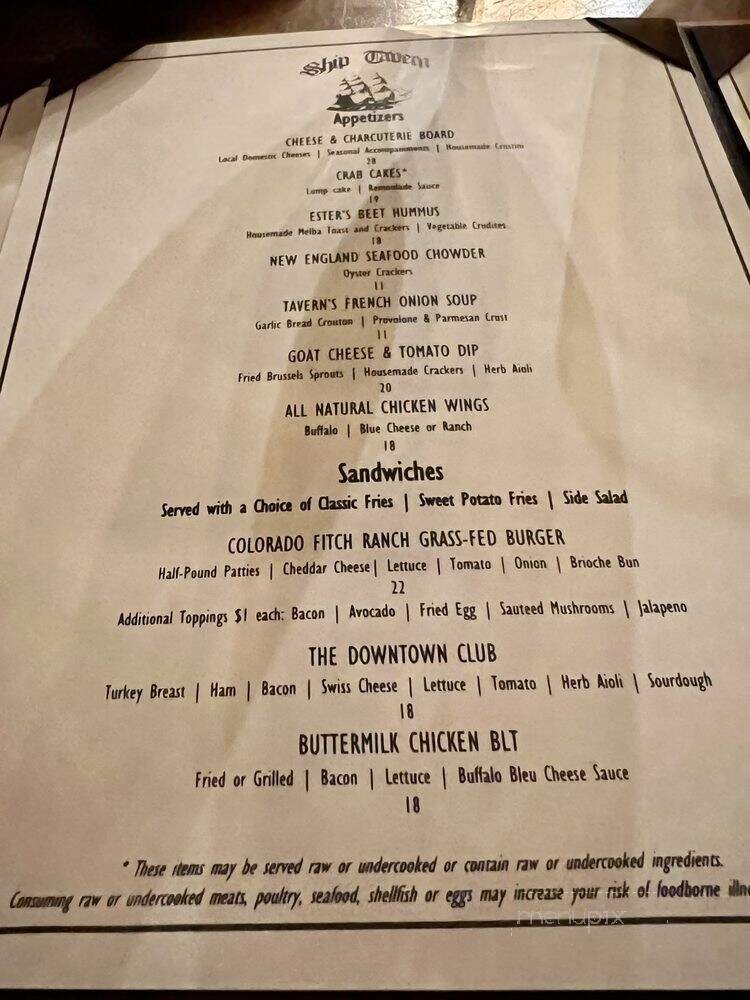 Ship Tavern
Appetizers
CHEESE & CHARCUTERIE BOARD
Local Domestic Cheeses | Seasonal Accompaniments | Housemade Crostini
28
CRAB CAKES*
Lump cake | Remoulade Sauce
19
ESTER'S BEET HUMMUS
Housemade Melba Toast and Crackers | Vegetable Crudites
18
NEW ENGLAND SEAFOOD CHOWDER
Oyster Crackers
11
TAVERN'S FRENCH ONION SOUP
Garlic Bread Crouton | Provolone & Parmesan Crust
11
GOAT CHEESE & TOMATO DIP
Fried Brussels Sprouts | Housemade Crackers | Herb Aioli
20
ALL NATURAL CHICKEN WINGS
Buffalo | Blue Cheese or Ranch
18
Sandwiches
Served with a Choice of Classic Fries | Sweet Potato Fries | Side Salad
COLORADO FITCH RANCH GRASS-FED BURGER
Half-Pound Patties | Cheddar Cheese| Lettuce | Tomato | Onion | Brioche Bun
22
Additional Toppings $1 each: Bacon | Avocado | Fried Egg | Sauteed Mushrooms | Jalapeno
THE DOWNTOWN CLUB
Turkey Breast | Ham | Bacon | Swiss Cheese | Lettuce | Tomato | Herb Aioli | Sourdough
18
BUTTERMILK CHICKEN BLT
Fried or Grilled | Bacon | Lettuce | Buffalo Bleu Cheese Sauce
18
* These items may be served raw or undercooked or contain raw or undercooked ingredients.
Consuming raw or undercooked meats, poultry, seafood, shellfish or eggs may increase your risk of foodborne illne
menupix